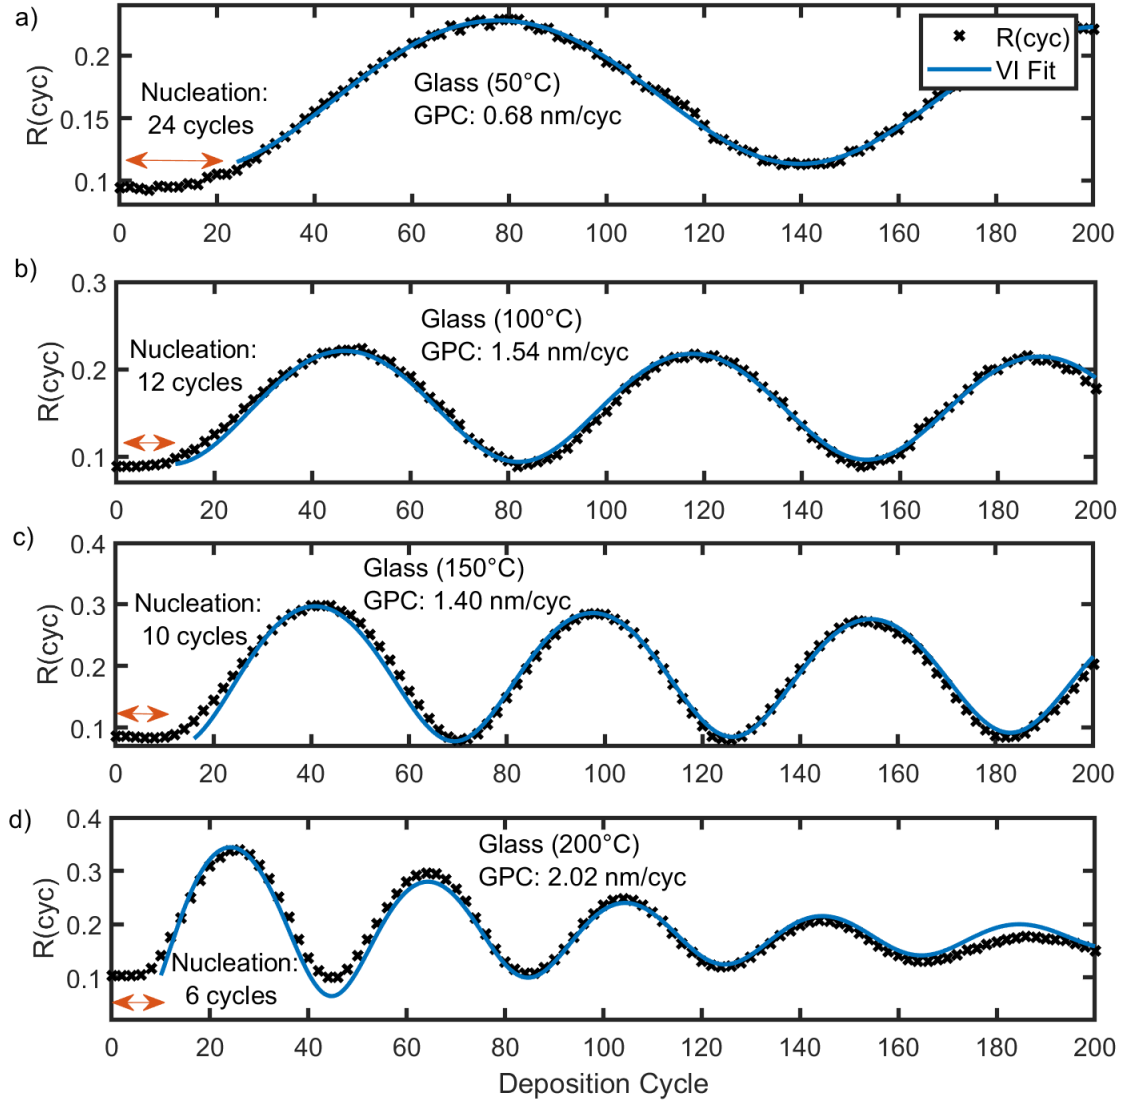 a)
R(cyc)
0.2
0.15
0.1
Nucleation:
24 cycles
Glass (50°C)
GPC: 0.68 nm/cyc
R(cyc)
VI Fit
0 20 40 60 80 100 120 140 160 180 200
b)
R(cyc)
0.3
0.2
0.1
Nucleation:
12 cycles
Glass (100°C)
GPC: 1.54 nm/cyc
0 20 40 60 80 100 120 140 160 180 200
c)
R(cyc)
0.4
0.3
0.2
0.1
Nucleation:
10 cycles
Glass (150°C)
GPC: 1.40 nm/cyc
0 20 40 60 80 100 120 140 160 180 200
d)
R(cyc)
0.4
0.3
0.2
0.1
Nucleation:
6 cycles
Glass (200°C)
GPC: 2.02 nm/cyc
0 20 40 60 80 100 120 140 160 180 200
Deposition Cycle